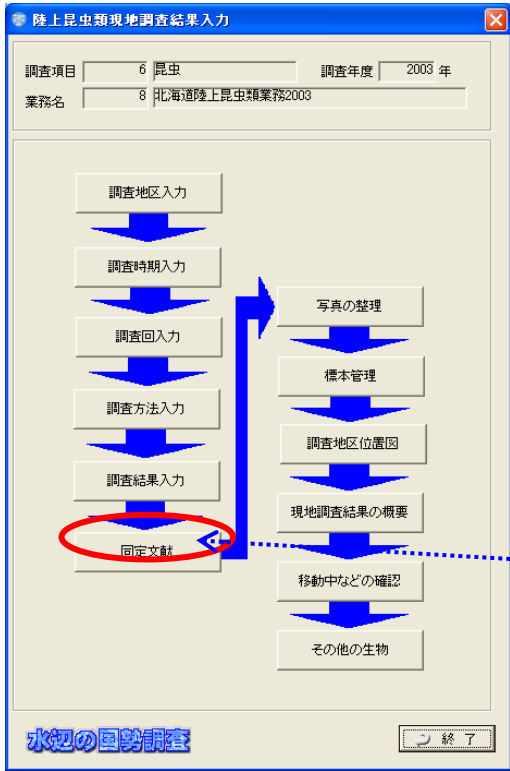 陸上昆虫類現地調査結果入力
調査項目 6 昆虫 調査年度 2003 年
業務名 8 北海道陸上昆虫類業務2003
調査地区入力
調査時期入力
調査回入力
調査方法入力
調査結果入力
同定文献
写真の整理
標本管理
調査地区位置図
現地調査結果の概要
移動中などの確認
その他の生物
水辺の国勢調査
終 了